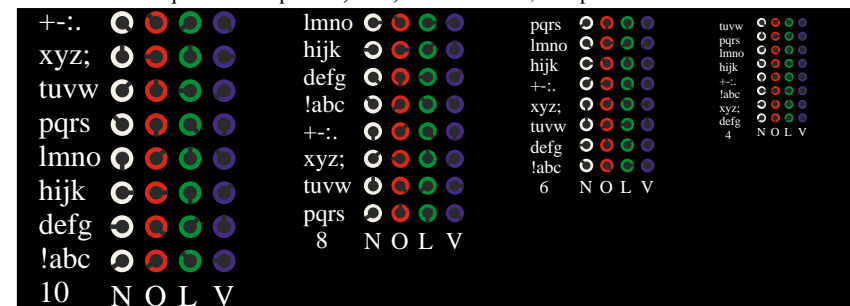 +-:.
xyz;
tuvw
pqrs
lmno
hijk
defg
!abc
10 N O L V
lmno
hijk
defg
!abc
+-:.
xyz;
tuvw
pqrs
8 N O L V
pqrs
lmno
hijk
+-:.
xyz;
tuvw
defg
!abc
6 N O L V
tuvw
pqrs
lmno
hijk
+-:.
!abc
xyz;
defg
4 N O L V